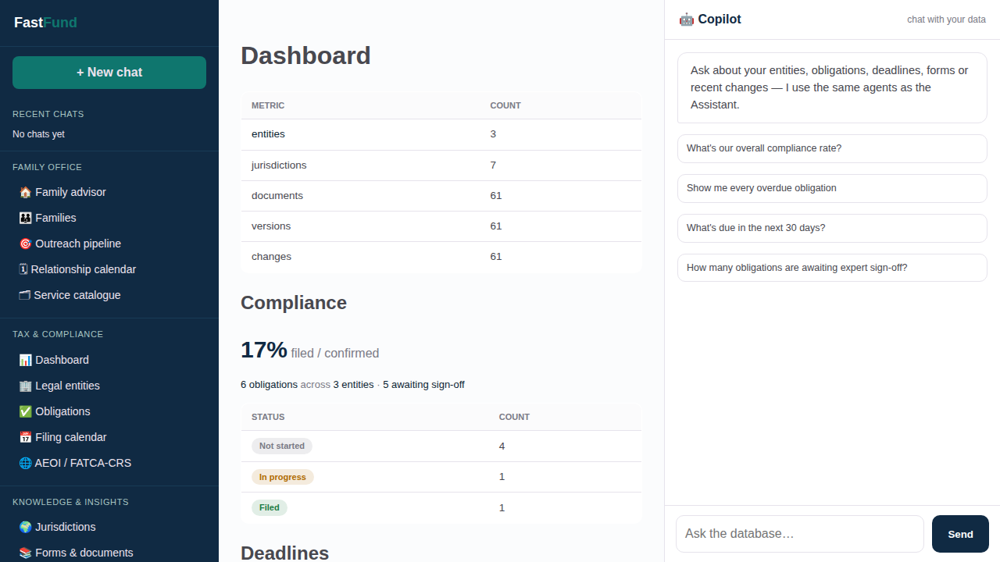 FastFund
+ New chat
RECENT CHATS
No chats yet
FAMILY OFFICE
🏠 Family advisor
👪 Families
🎯 Outreach pipeline
🗓 Relationship calendar
🗂 Service catalogue
TAX & COMPLIANCE
📊 Dashboard
🏢 Legal entities
✅ Obligations
📅 Filing calendar
🌐 AEOI / FATCA-CRS
KNOWLEDGE & INSIGHTS
🌍 Jurisdictions
📚 Forms & documents
Dashboard
METRIC COUNT
entities 3
jurisdictions 7
documents 61
versions 61
changes 61
Compliance
17% filed / confirmed
6 obligations across 3 entities · 5 awaiting sign-off
STATUS COUNT
Not started 4
In progress 1
Filed 1
Deadlines
🤖 Copilot
chat with your data
Ask about your entities, obligations, deadlines, forms or
recent changes — I use the same agents as the
Assistant.
What's our overall compliance rate?
Show me every overdue obligation
What's due in the next 30 days?
How many obligations are awaiting expert sign-off?
Ask the database…
Send